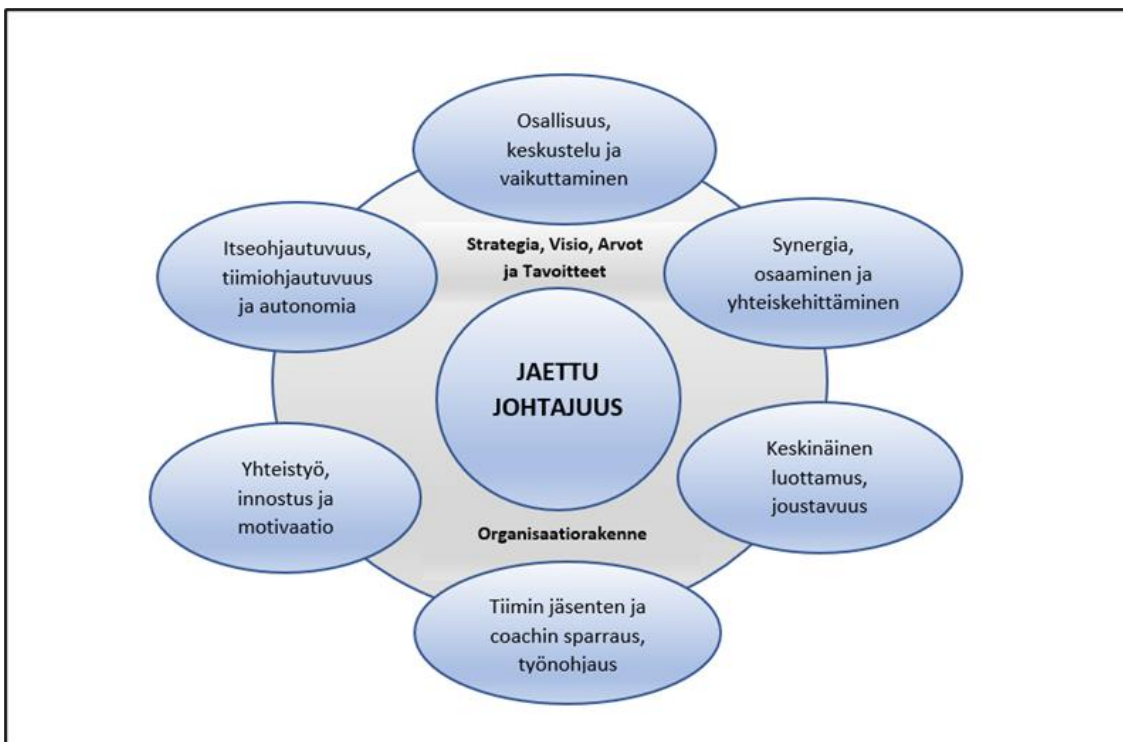 Osallisuus,
keskustelu ja
vaikuttaminen
Itseohjautuvuus,
tiimiohjautuvuus
ja autonomia
Strategia, Visio, Arvot
ja Tavoitteet
Synergia,
osaaminen ja
yhteiskehittäminen
JAETTU
JOHTAJUUS
Yhteistyö,
innostus ja
motivaatio
Keskinäinen
luottamus,
joustavuus
Organisaatiorakenne
Tiimin jäsenten ja
coachin sparraus,
työnohjaus